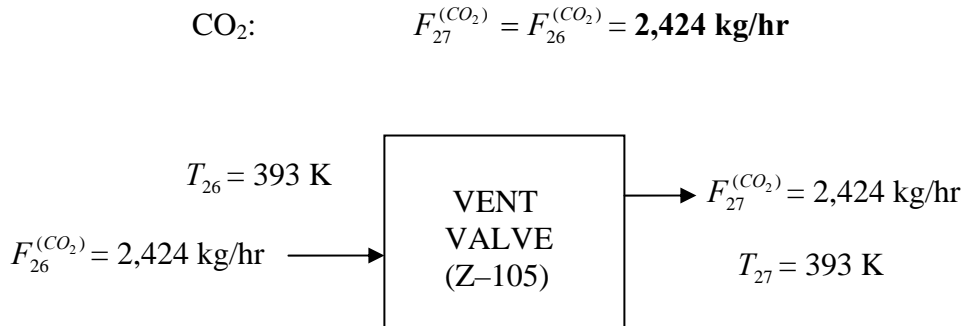 CO₂: F₂₇^(CO₂) = F₂₆^(CO₂) = 2,424 kg/hr
T₂₆ = 393 K
VENT
VALVE
(Z–105)
F₂₆^(CO₂) = 2,424 kg/hr
F₂₇^(CO₂) = 2,424 kg/hr
T₂₇ = 393 K